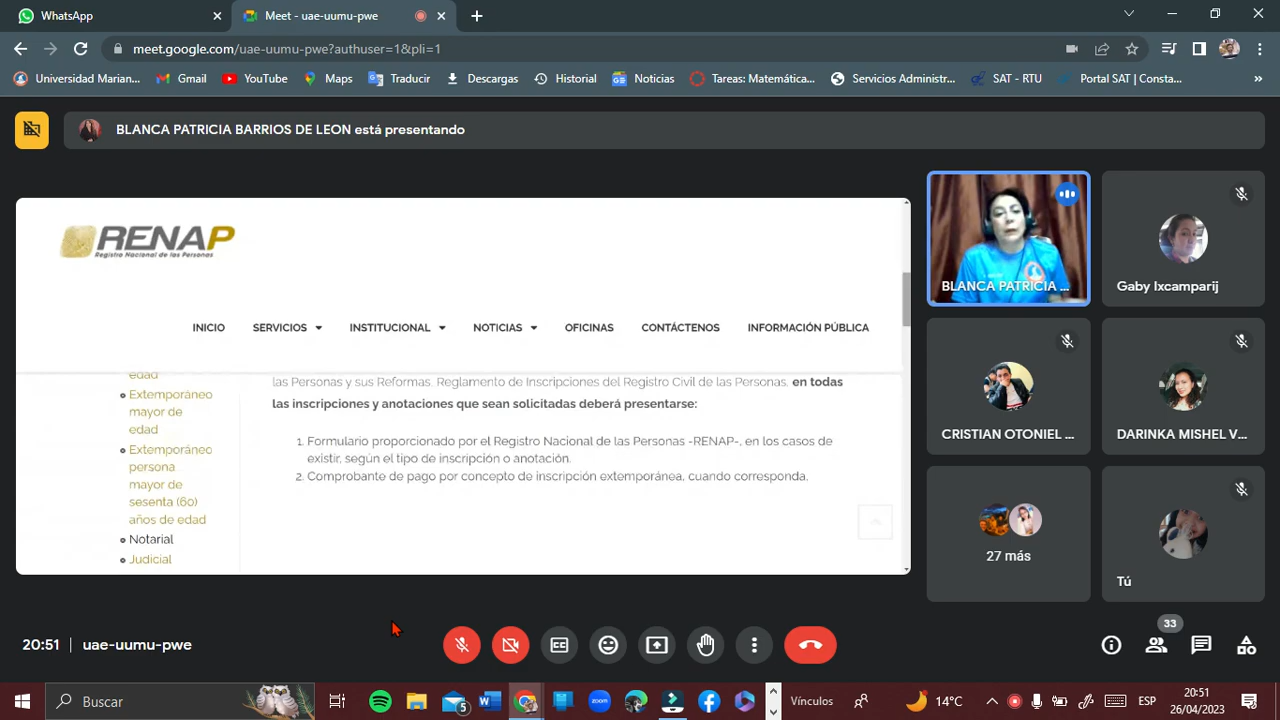 WhatsApp
Meet - uae-uumu-pwe
meet.google.com/uae-uumu-pwe?authuser=1&pli=1
Universidad Marian...
Gmail
YouTube
Maps
Traducir
Descargas
Historial
Noticias
Tareas: Matemática...
Servicios Administr...
SAT - RTU
Portal SAT | Consta...
»
BLANCA PATRICIA BARRIOS DE LEON está presentando
RENAP
Registro Nacional de las Personas
INICIO
SERVICIOS
INSTITUCIONAL
NOTICIAS
OFICINAS
CONTÁCTENOS
INFORMACIÓN PÚBLICA
edad
Extemporáneo
mayor de
edad
Extemporáneo
persona
mayor de
sesenta (60)
años de edad
Notarial
Judicial
las Personas y sus Reformas, Reglamento de Inscripciones del Registro Civil de las Personas, en todas
las inscripciones y anotaciones que sean solicitadas deberá presentarse:
1. Formulario proporcionado por el Registro Nacional de las Personas -RENAP-, en los casos de
existir, según el tipo de inscripción o anotación.
2. Comprobante de pago por concepto de inscripción extemporánea, cuando corresponda.
BLANCA PATRICIA ...
Gaby Ixcamparij
CRISTIAN OTONIEL ...
DARINKA MISHEL V...
27 más
Tú
20:51 | uae-uumu-pwe
33
Buscar
5
zoom
Vínculos
14°C
ESP
20:51
26/04/2023